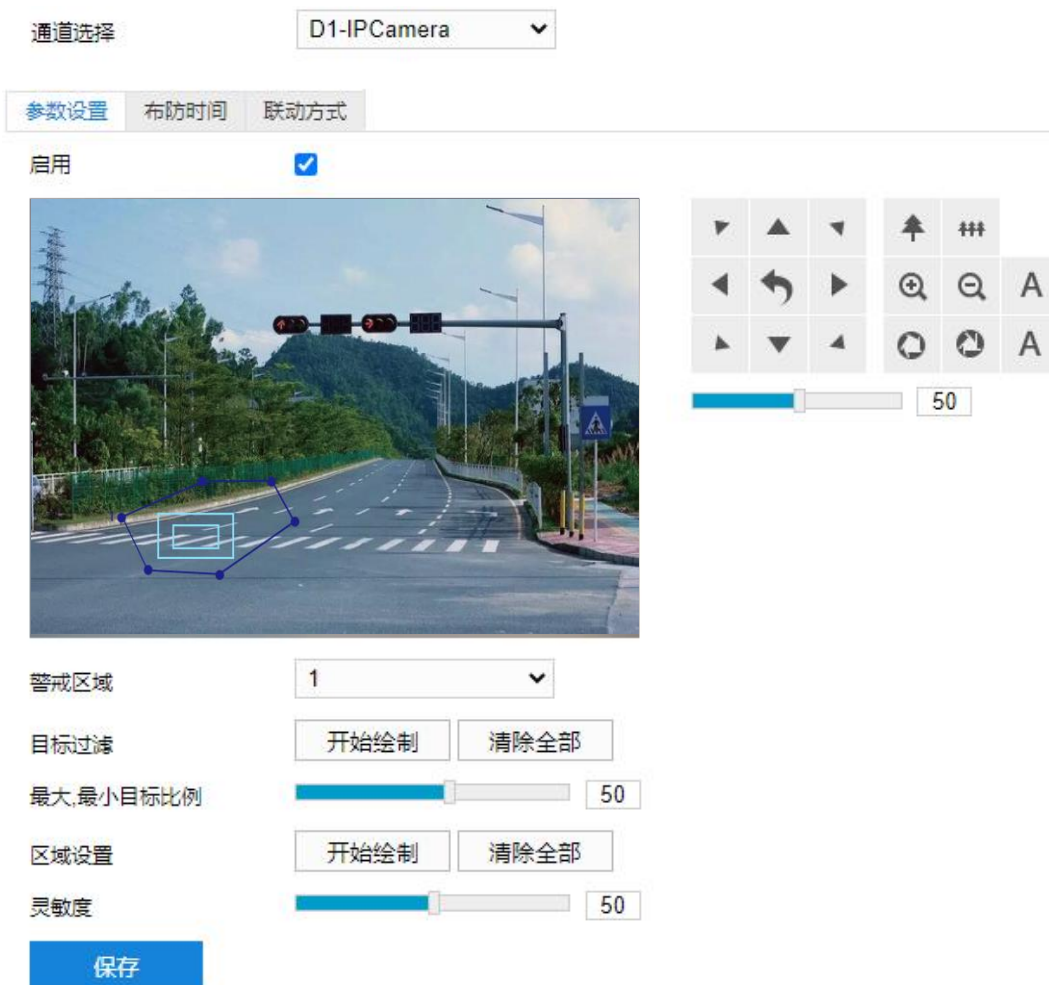 通道选择 D1-IPCamera
参数设置 布防时间 联动方式
启用
A
A
50
警戒区域 1
目标过滤 开始绘制 清除全部
最大,最小目标比例 50
区域设置 开始绘制 清除全部
灵敏度 50
保存